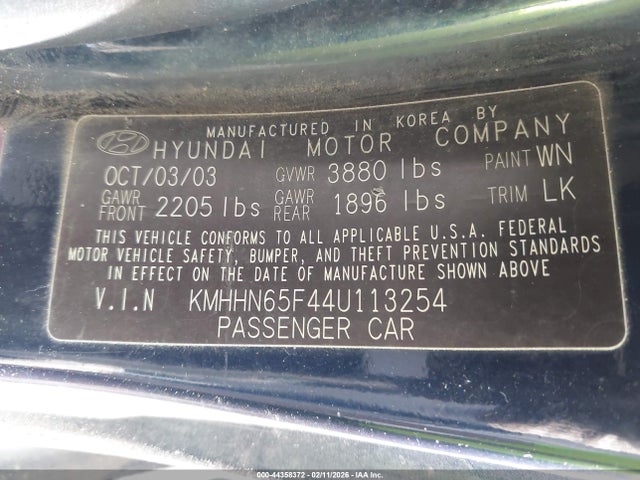 MANUFACTURED IN KOREA BY
HYUNDAI MOTOR COMPANY
OCT/03/03 GVWR 3880 lbs PAINT WN
GAWR FRONT 2205 lbs GAWR REAR 1896 lbs TRIM LK
THIS VEHICLE CONFORMS TO ALL APPLICABLE U.S.A. FEDERAL
MOTOR VEHICLE SAFETY, BUMPER, AND THEFT PREVENTION STANDARDS
IN EFFECT ON THE DATE OF MANUFACTURE SHOWN ABOVE
V.I.N KMHHN65F44U113254
PASSENGER CAR
000-44358372 - 02/11/2026 - IAA, Inc.